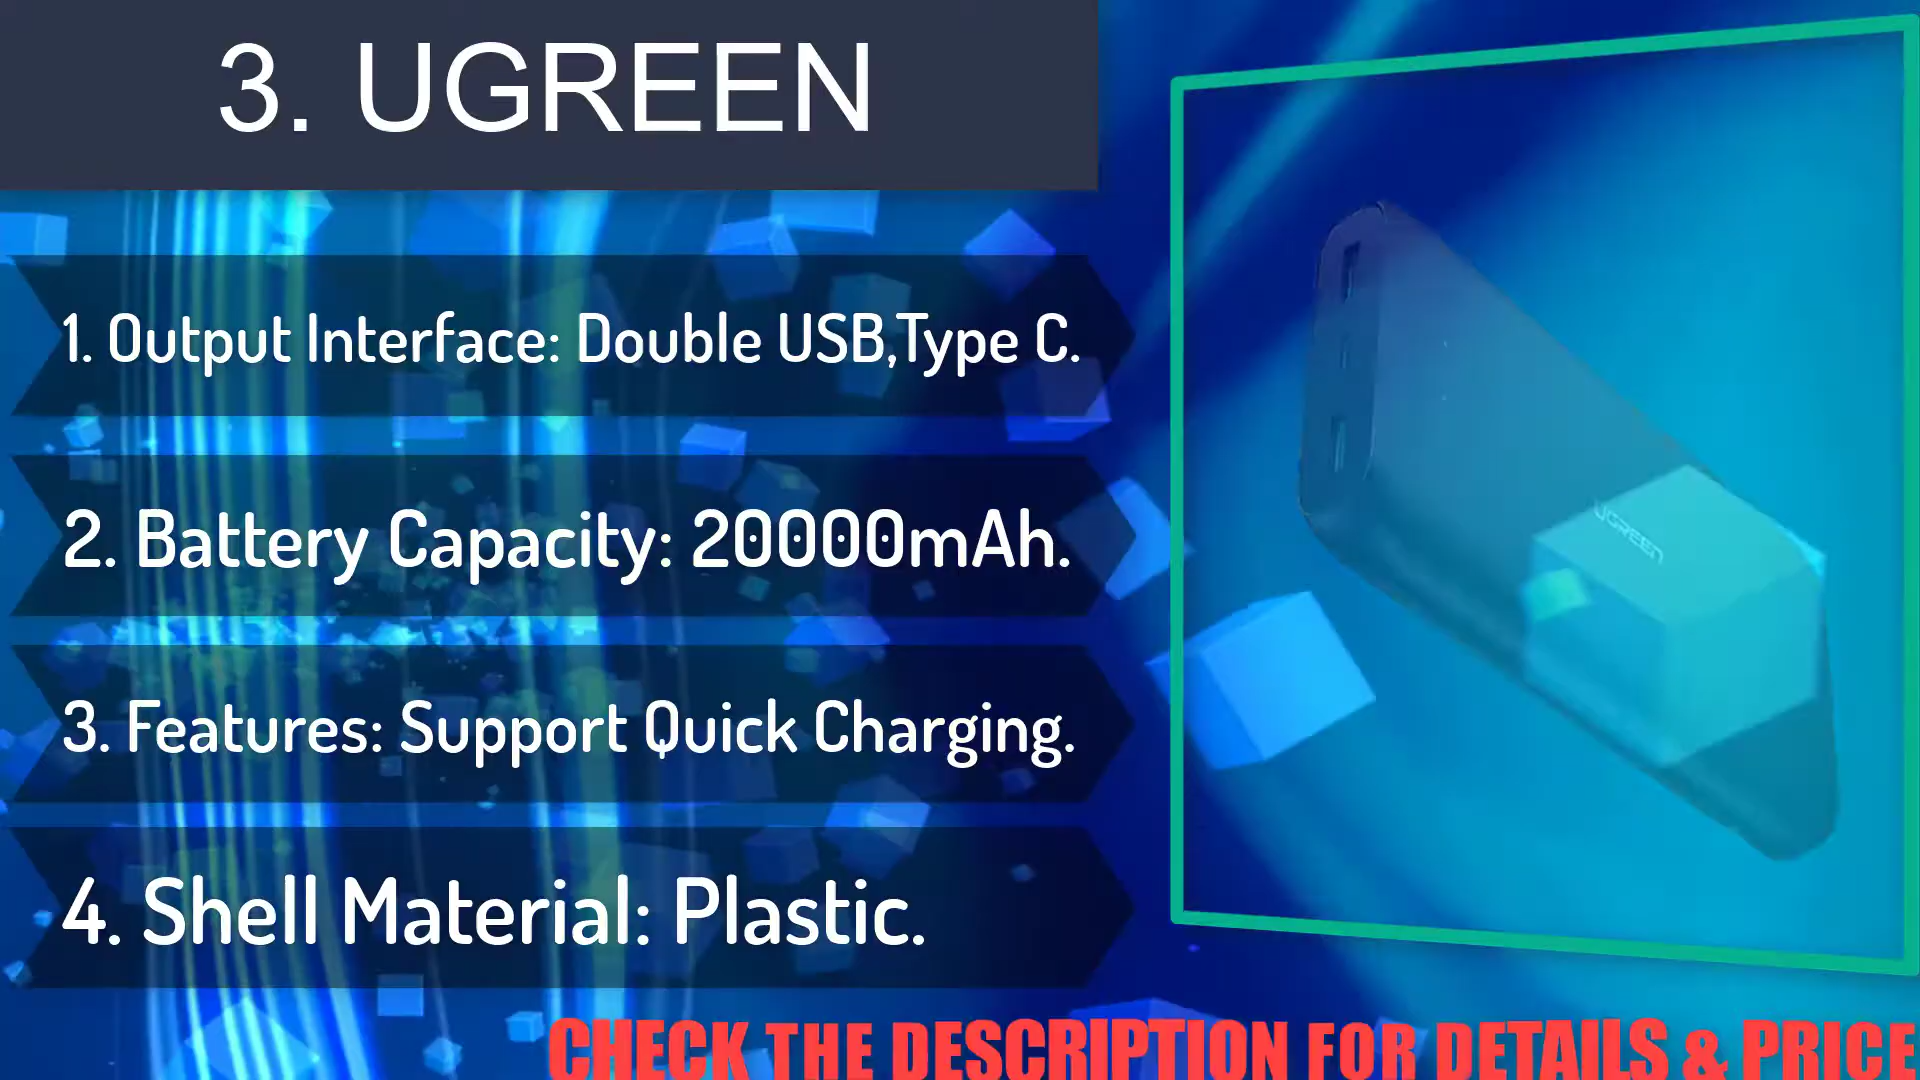 3. UGREEN
1. Output Interface: Double USB,Type C.
2. Battery Capacity: 20000mAh.
3. Features: Support Quick Charging.
4. Shell Material: Plastic.
UGREEN
CHECK THE DESCRIPTION FOR DETAILS & PRICE